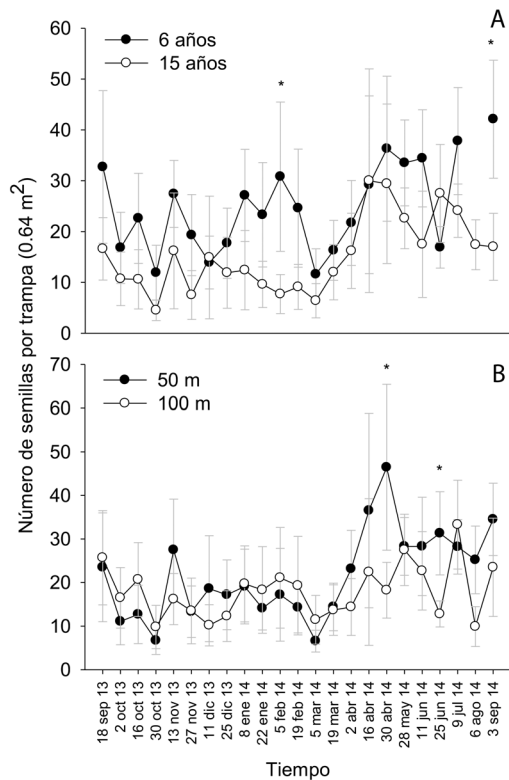 A
60
50
40
30
20
10
0
6 años
15 años
*
*
Número de semillas por trampa (0.64 m²)
B
70
60
50
40
30
20
10
0
50 m
100 m
*
*
18 sep 13
2 oct 13
16 oct 13
30 oct 13
13 nov 13
27 nov 13
11 dic 13
25 dic 13
8 ene 14
22 ene 14
5 feb 14
19 feb 14
5 mar 14
19 mar 14
2 abr 14
16 abr 14
30 abr 14
28 may 14
11 jun 14
25 jun 14
9 jul 14
6 ago 14
3 sep 14
Tiempo